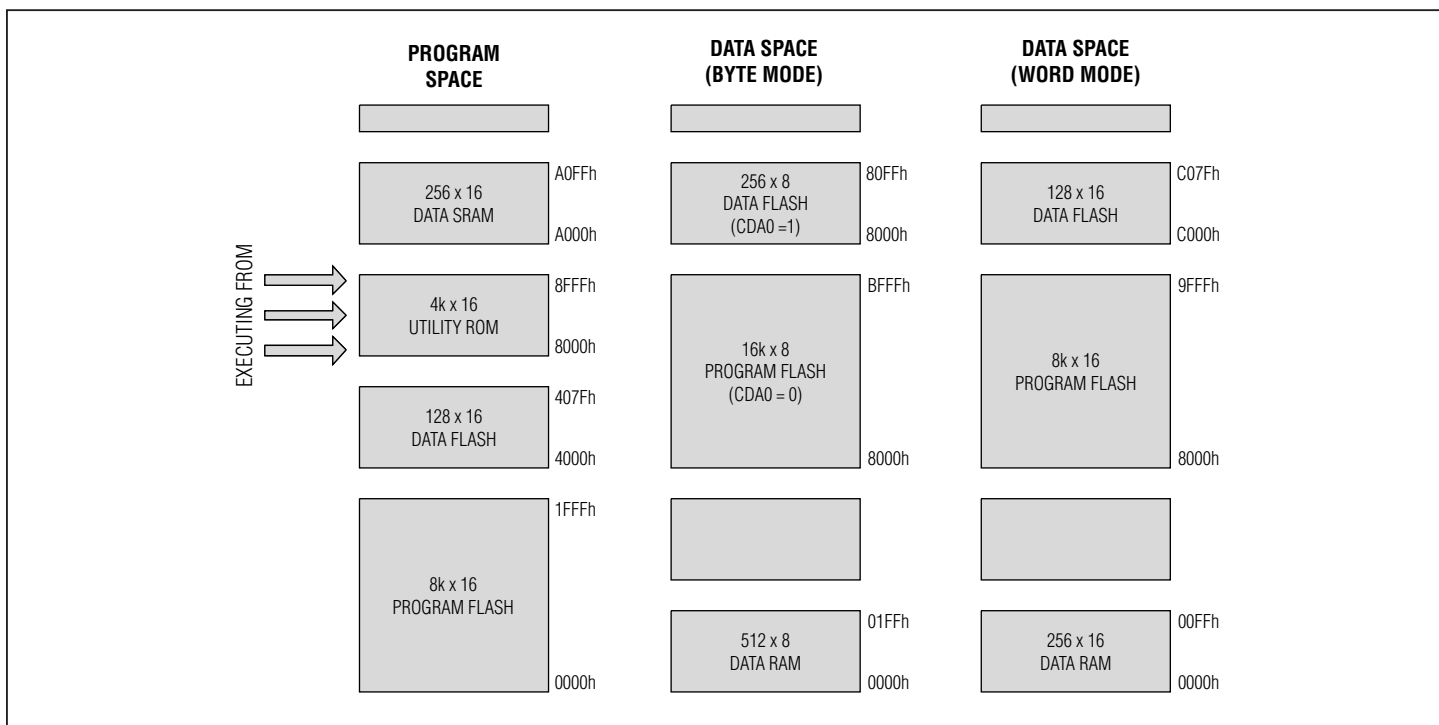 PROGRAM
SPACE
DATA SPACE
(BYTE MODE)
DATA SPACE
(WORD MODE)
EXECUTING FROM
A0FFh
256 x 16
DATA SRAM
A000h
8FFFh
4k x 16
UTILITY ROM
8000h
407Fh
128 x 16
DATA FLASH
4000h
1FFFh
8k x 16
PROGRAM FLASH
0000h
80FFh
256 x 8
DATA FLASH
(CDA0 =1)
8000h
BFFFh
16k x 8
PROGRAM FLASH
(CDA0 = 0)
8000h
01FFh
512 x 8
DATA RAM
0000h
C07Fh
128 x 16
DATA FLASH
C000h
9FFFh
8k x 16
PROGRAM FLASH
8000h
00FFh
256 x 16
DATA RAM
0000h